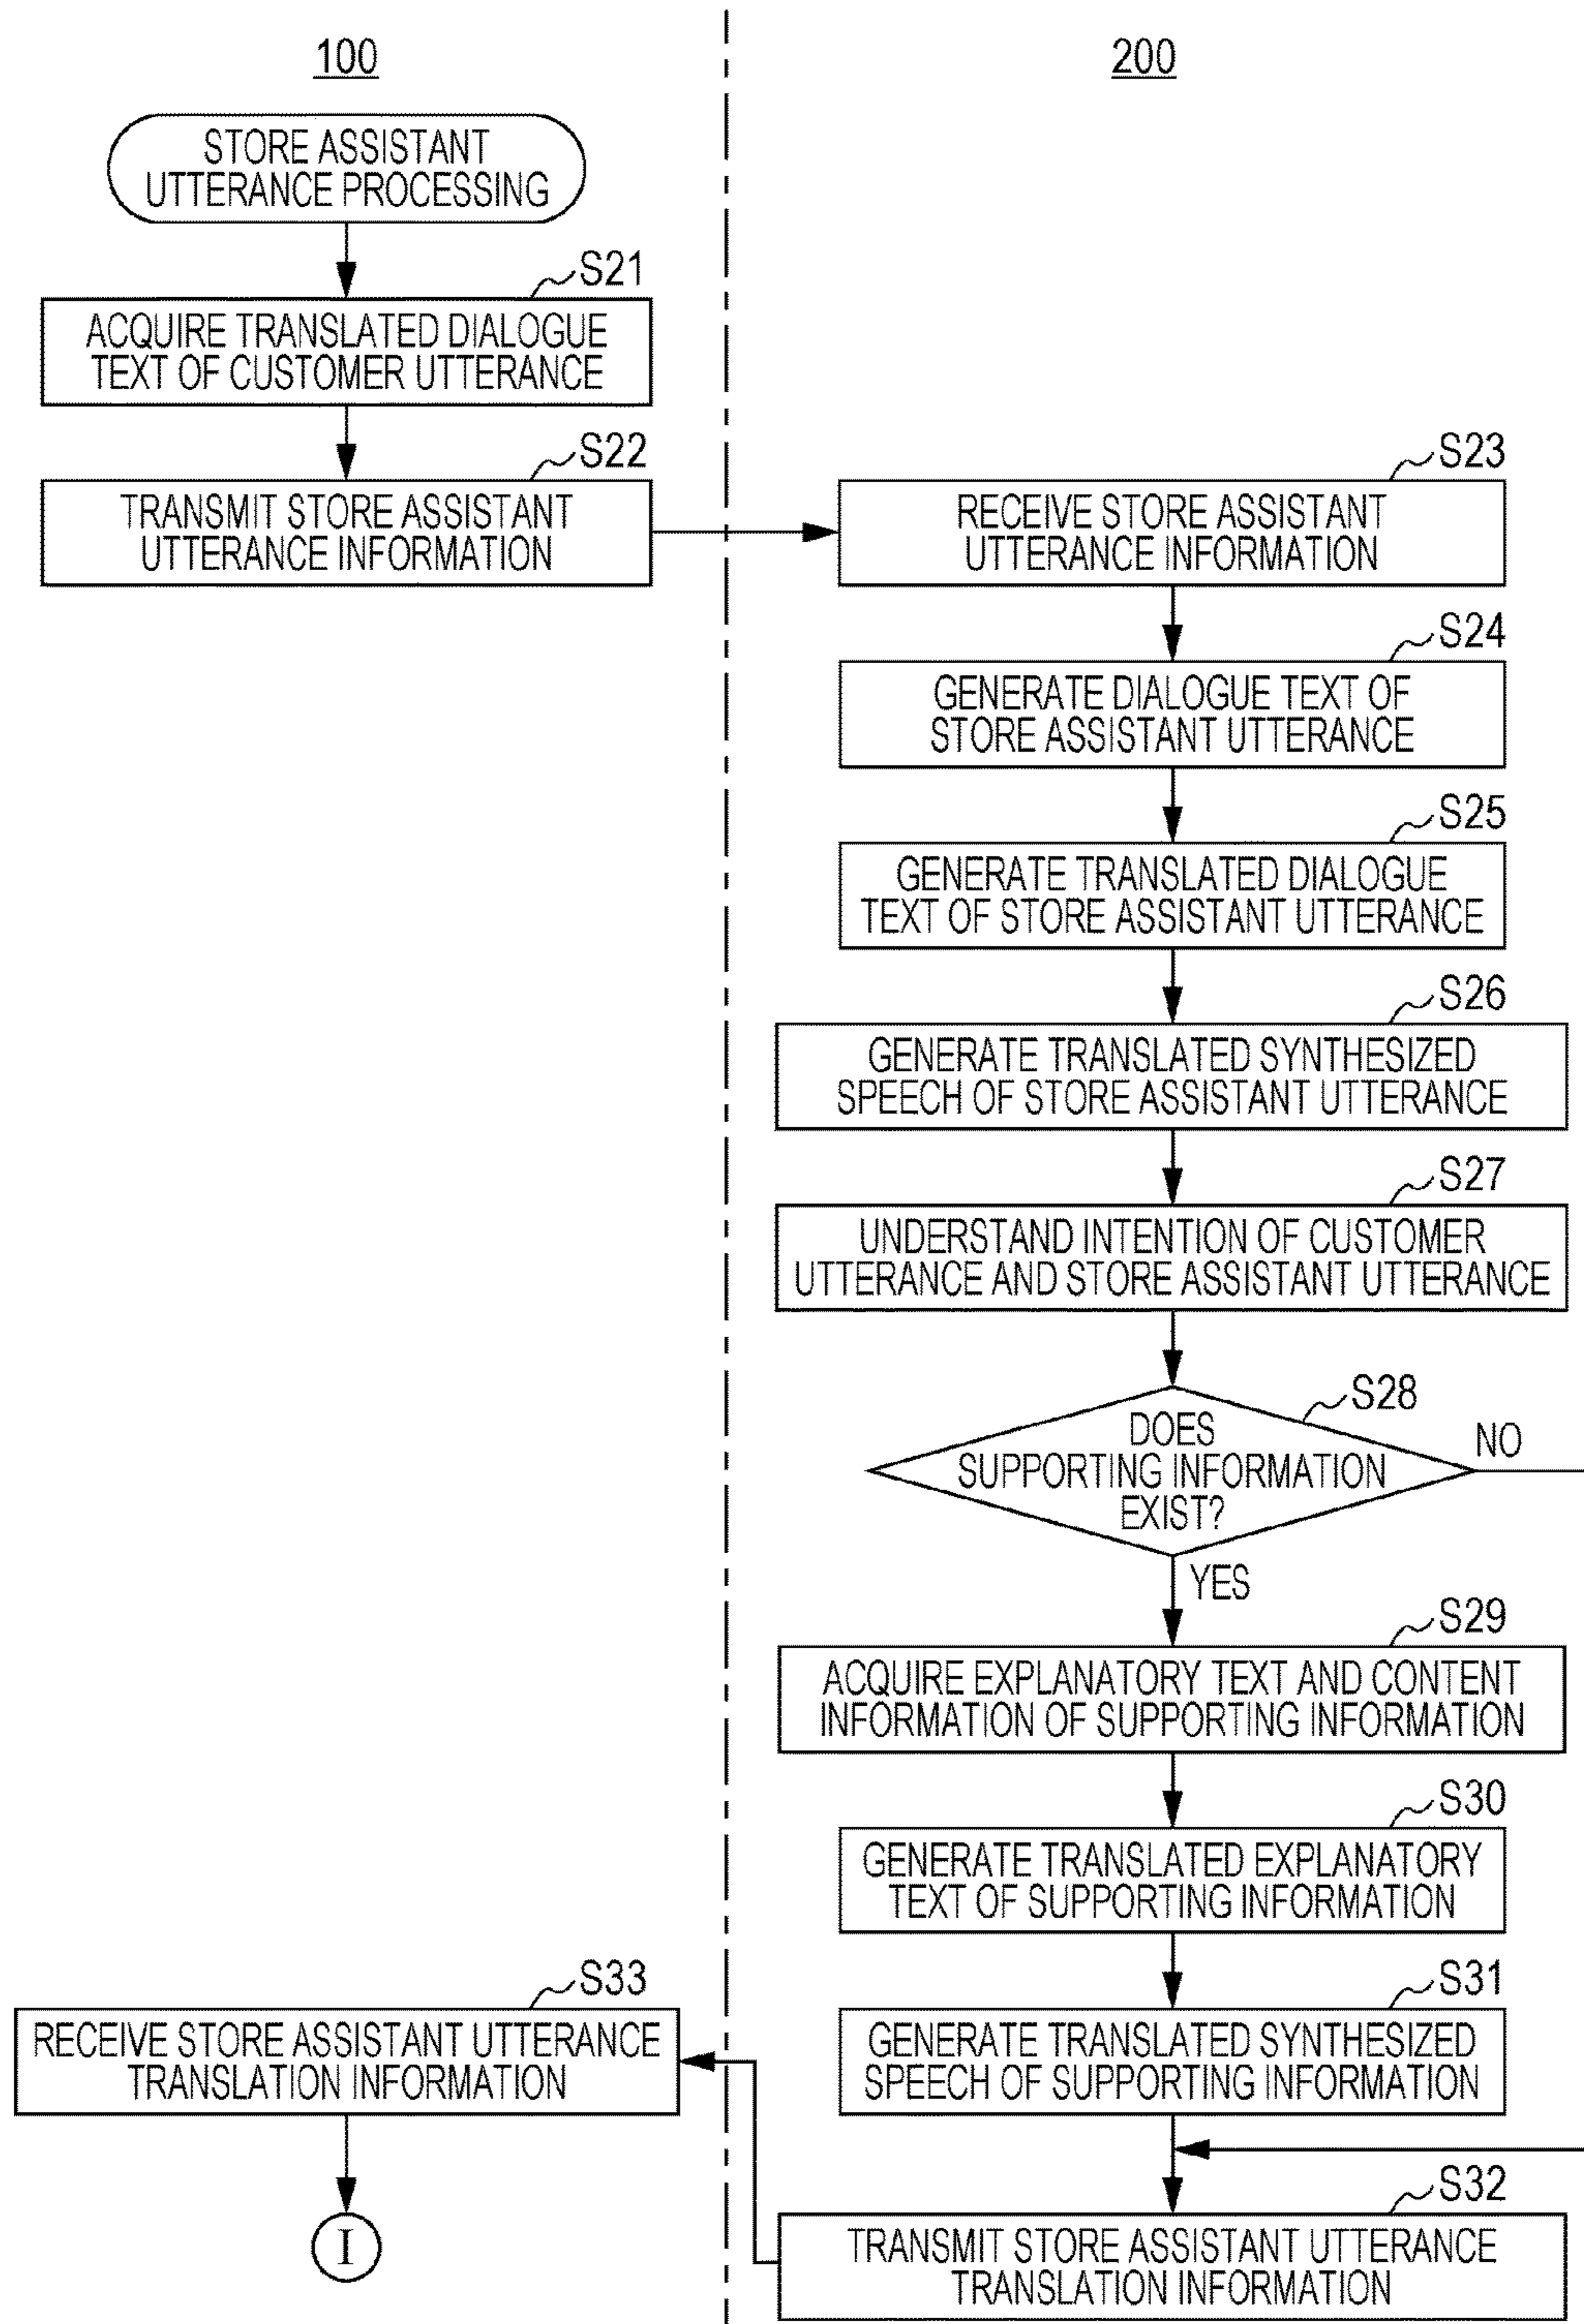 100
200
STORE ASSISTANT
UTTERANCE PROCESSING
S21
ACQUIRE TRANSLATED DIALOGUE
TEXT OF CUSTOMER UTTERANCE
S22
TRANSMIT STORE ASSISTANT
UTTERANCE INFORMATION
S23
RECEIVE STORE ASSISTANT
UTTERANCE INFORMATION
S24
GENERATE DIALOGUE TEXT OF
STORE ASSISTANT UTTERANCE
S25
GENERATE TRANSLATED DIALOGUE
TEXT OF STORE ASSISTANT UTTERANCE
S26
GENERATE TRANSLATED SYNTHESIZED
SPEECH OF STORE ASSISTANT UTTERANCE
S27
UNDERSTAND INTENTION OF CUSTOMER
UTTERANCE AND STORE ASSISTANT UTTERANCE
S28
DOES
SUPPORTING INFORMATION
EXIST?
NO
YES
S29
ACQUIRE EXPLANATORY TEXT AND CONTENT
INFORMATION OF SUPPORTING INFORMATION
S30
GENERATE TRANSLATED EXPLANATORY
TEXT OF SUPPORTING INFORMATION
S31
GENERATE TRANSLATED SYNTHESIZED
SPEECH OF SUPPORTING INFORMATION
S32
TRANSMIT STORE ASSISTANT UTTERANCE
TRANSLATION INFORMATION
S33
RECEIVE STORE ASSISTANT UTTERANCE
TRANSLATION INFORMATION
I